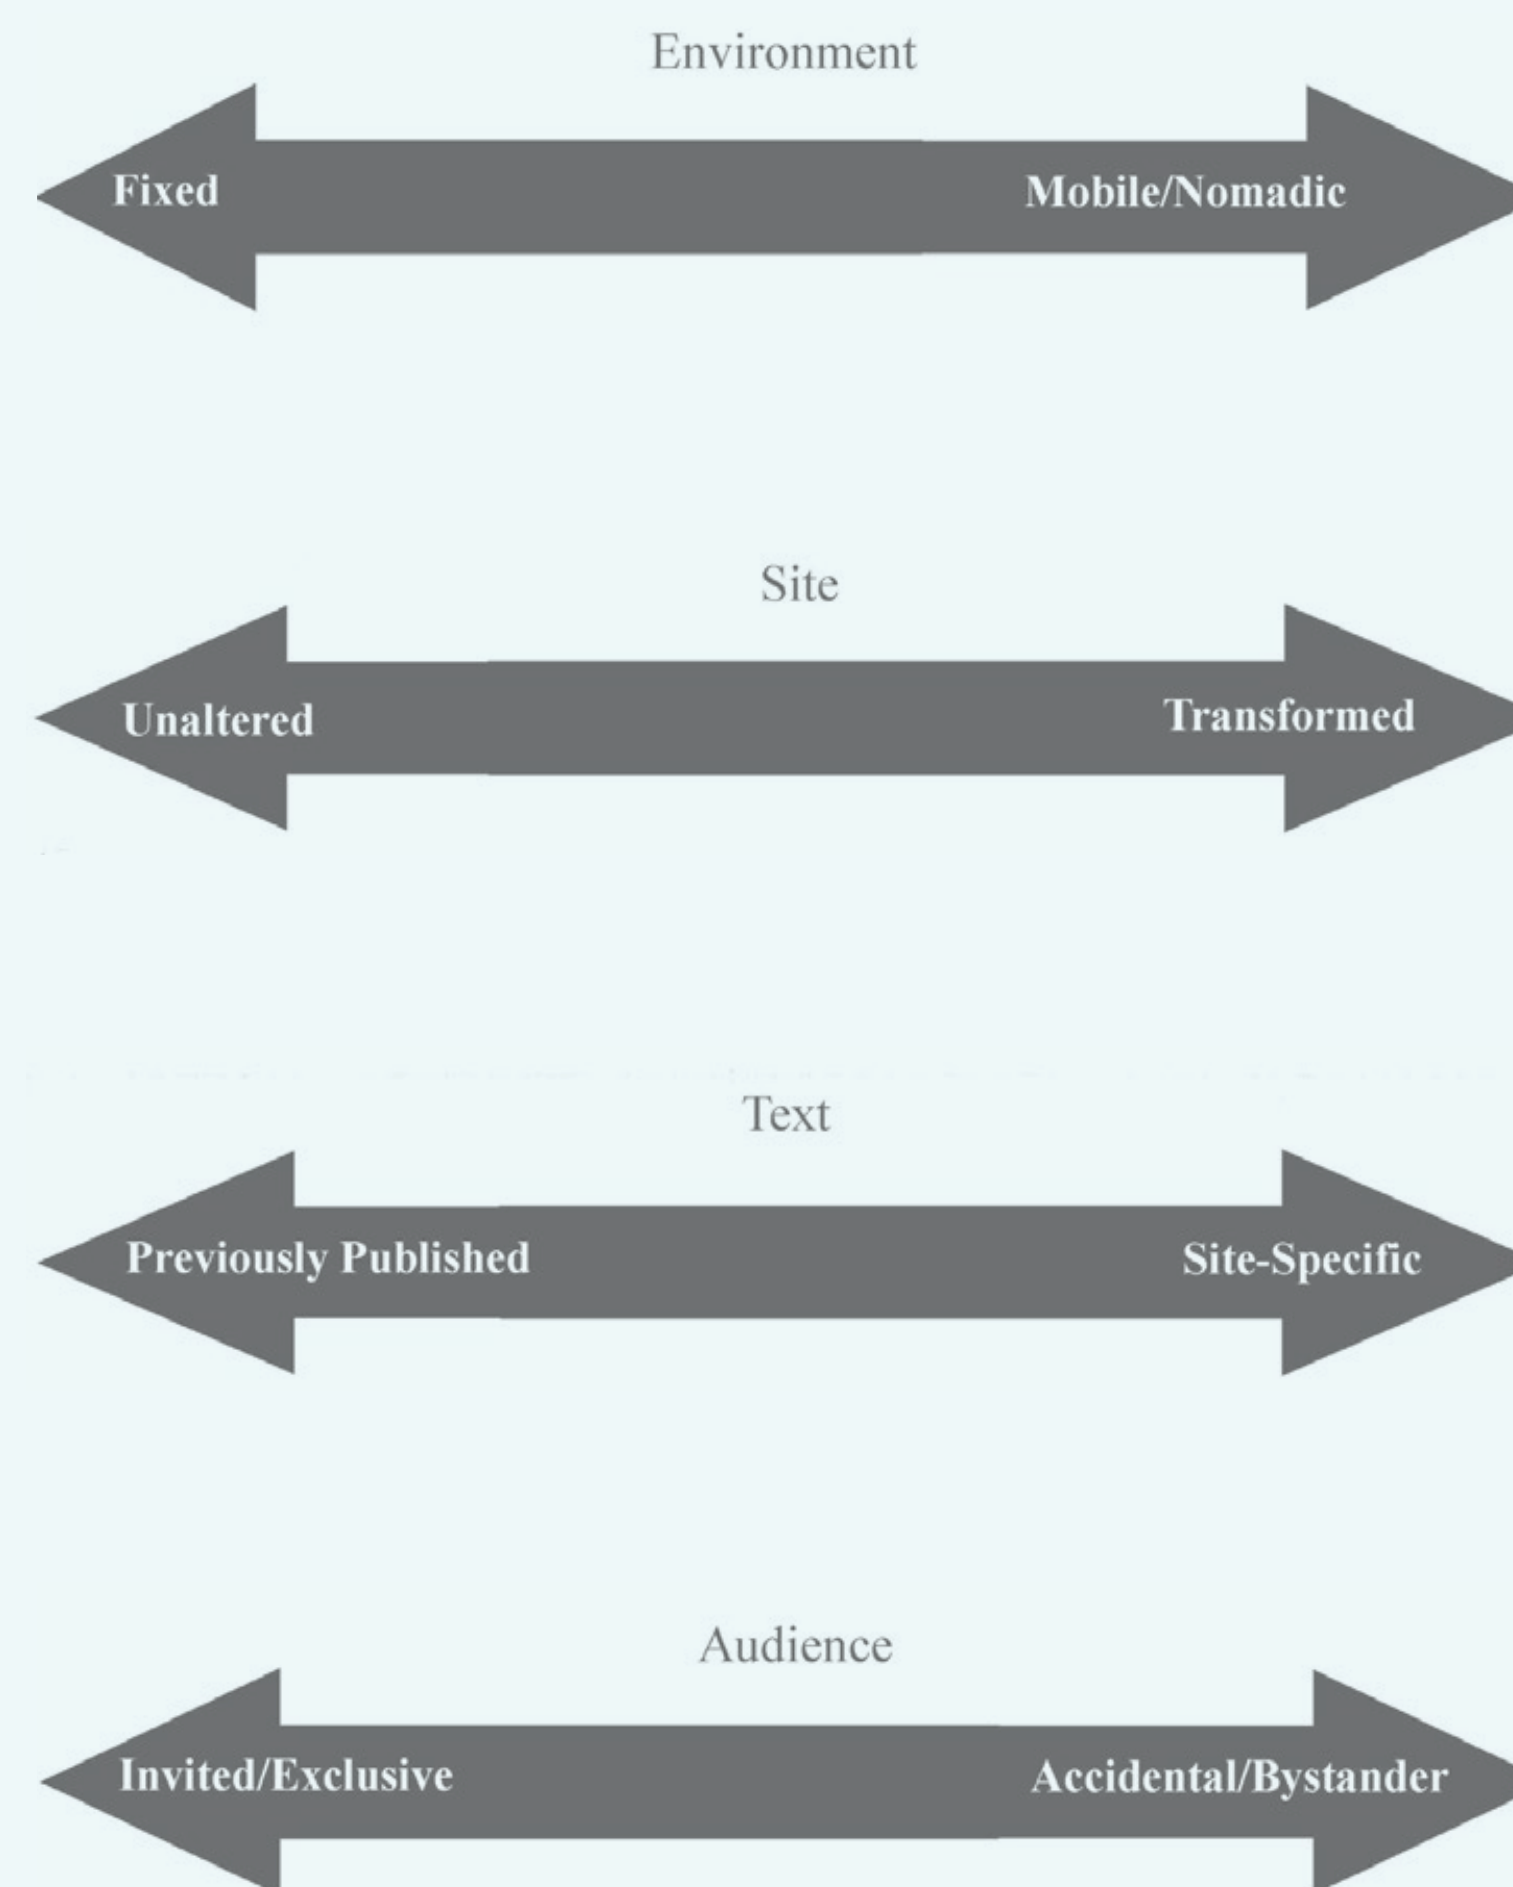 Environment
Fixed Mobile/Nomadic
Site
Unaltered Transformed
Text
Previously Published Site-Specific
Audience
Invited/Exclusive Accidental/Bystander